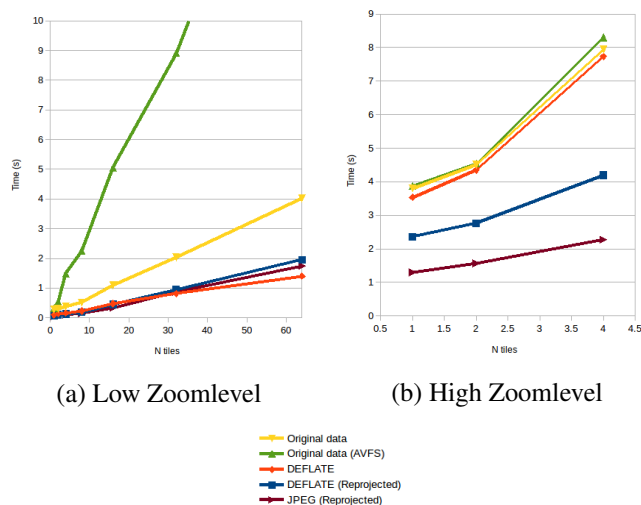 10
9
8
7
6
5
4
3
2
1
0
Time (s)
0 10 20 30 40 50 60
N tiles
(a) Low Zoomlevel
9
8
7
6
5
4
3
2
1
0
Time (s)
0.5 1 1.5 2 2.5 3 3.5 4 4.5
N tiles
(b) High Zoomlevel
Original data
Original data (AVFS)
DEFLATE
DEFLATE (Reprojected)
JPEG (Reprojected)